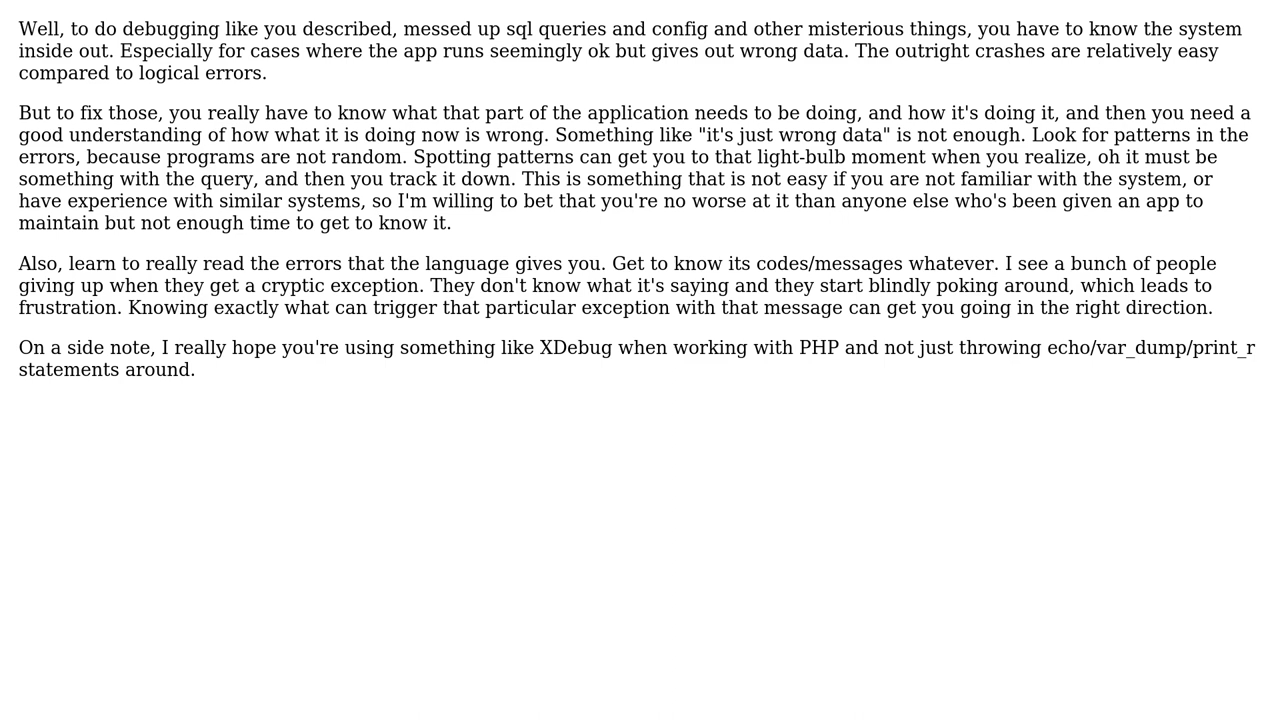 Well, to do debugging like you described, messed up sql queries and config and other misterious things, you have to know the system
inside out. Especially for cases where the app runs seemingly ok but gives out wrong data. The outright crashes are relatively easy
compared to logical errors.
But to fix those, you really have to know what that part of the application needs to be doing, and how it's doing it, and then you need a
good understanding of how what it is doing now is wrong. Something like "it's just wrong data" is not enough. Look for patterns in the
errors, because programs are not random. Spotting patterns can get you to that light-bulb moment when you realize, oh it must be
something with the query, and then you track it down. This is something that is not easy if you are not familiar with the system, or
have experience with similar systems, so I'm willing to bet that you're no worse at it than anyone else who's been given an app to
maintain but not enough time to get to know it.
Also, learn to really read the errors that the language gives you. Get to know its codes/messages whatever. I see a bunch of people
giving up when they get a cryptic exception. They don't know what it's saying and they start blindly poking around, which leads to
frustration. Knowing exactly what can trigger that particular exception with that message can get you going in the right direction.
On a side note, I really hope you're using something like XDebug when working with PHP and not just throwing echo/var_dump/print_r
statements around.